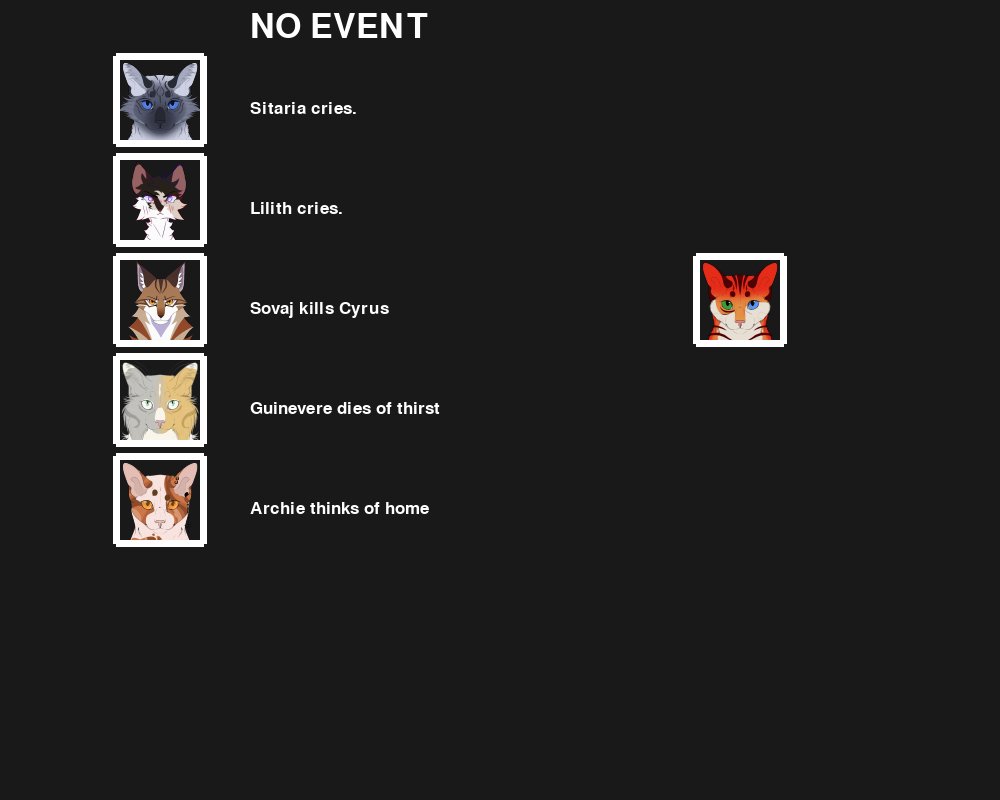 NO EVENT
Sitaria cries.
Lilith cries.
Sovaj kills Cyrus
Guinevere dies of thirst
Archie thinks of home